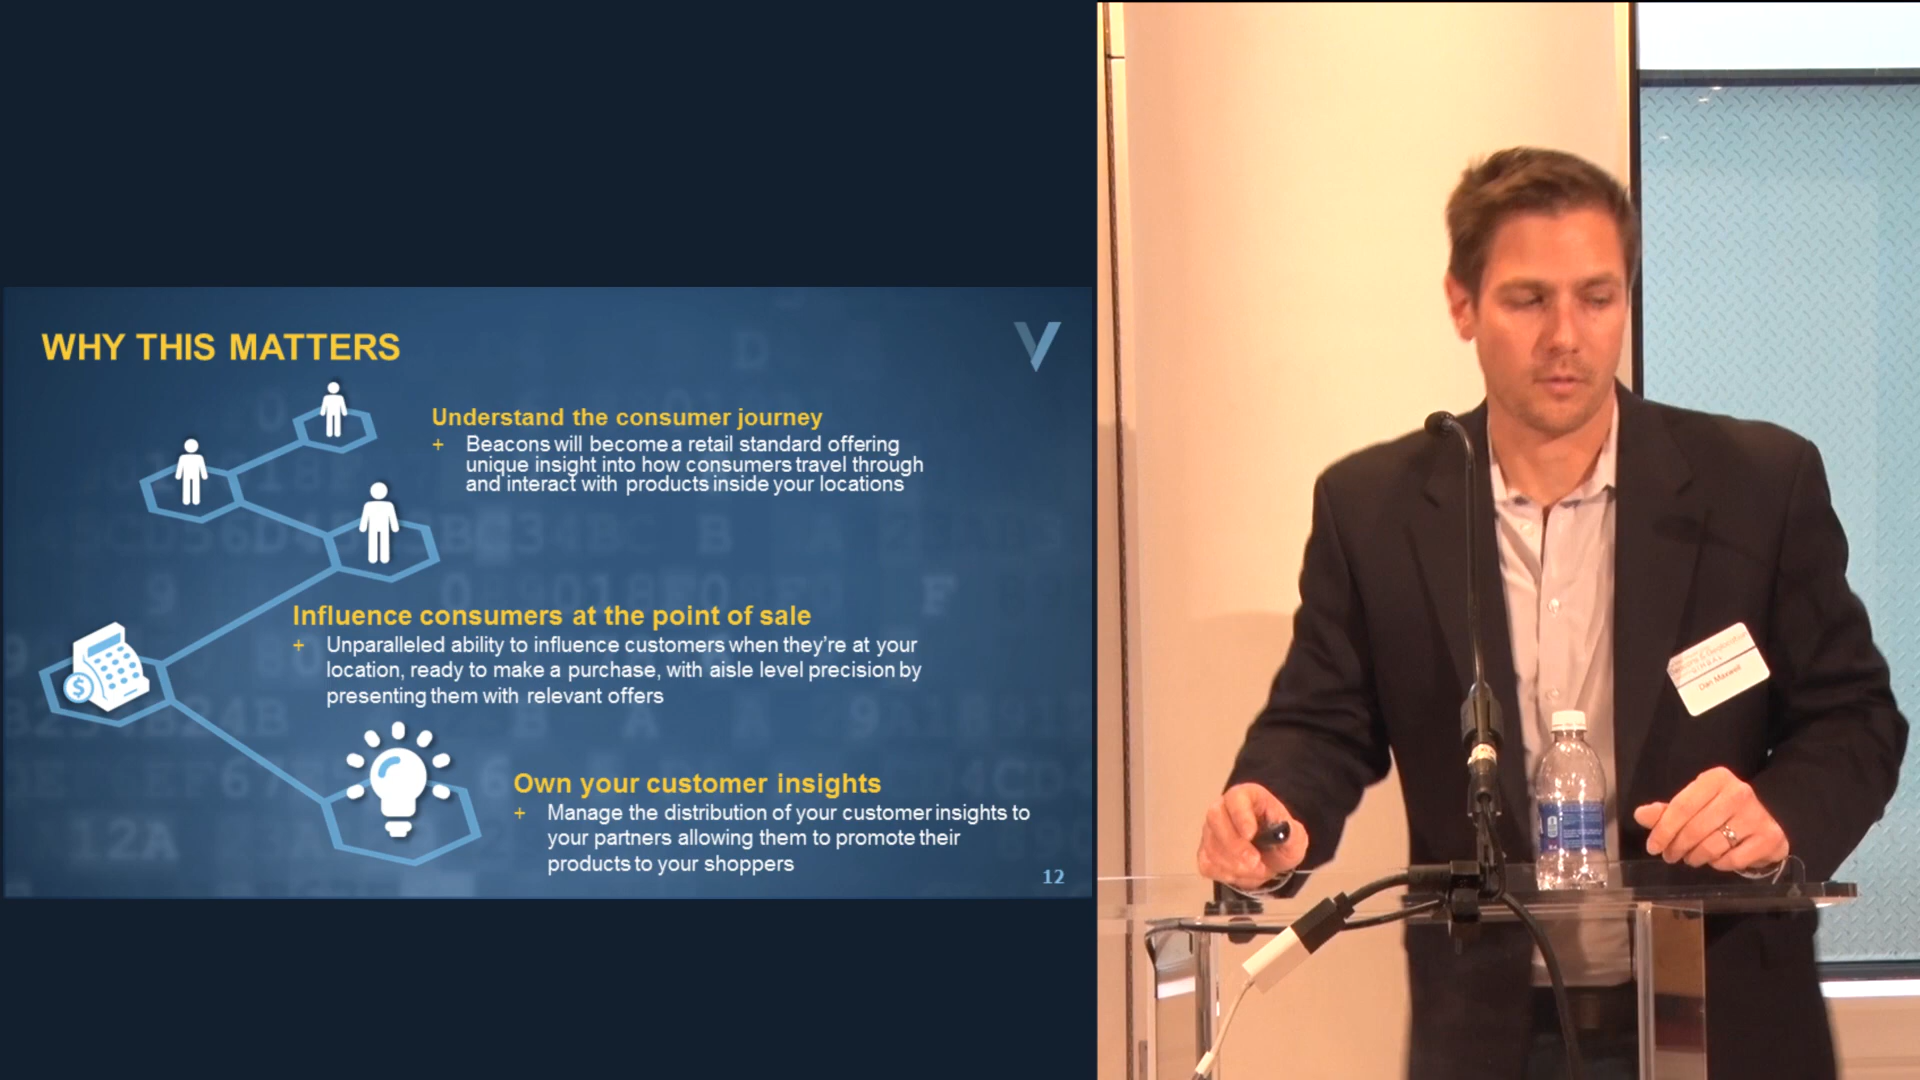 WHY THIS MATTERS
Understand the consumer journey
+ Beacons will become a retail standard offering
unique insight into how consumers travel through
and interact with products inside your locations
Influence consumers at the point of sale
+ Unparalleled ability to influence customers when they're at your
location, ready to make a purchase, with aisle level precision by
presenting them with relevant offers
$
Own your customer insights
+ Manage the distribution of your customer insights to
your partners allowing them to promote their
products to your shoppers
12
Dan Maxwell